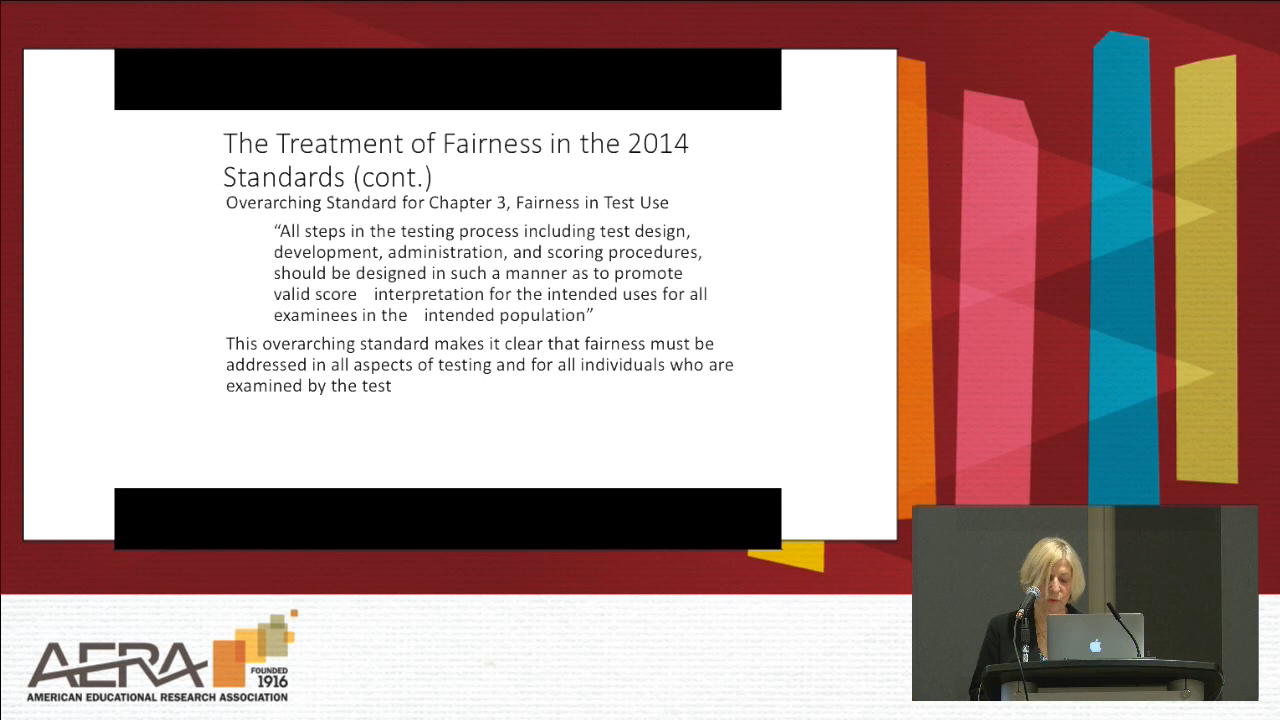 The Treatment of Fairness in the 2014
Standards (cont.)
Overarching Standard for Chapter 3, Fairness in Test Use
“All steps in the testing process including test design,
development, administration, and scoring procedures,
should be designed in such a manner as to promote
valid score interpretation for the intended uses for all
examinees in the intended population”
This overarching standard makes it clear that fairness must be
addressed in all aspects of testing and for all individuals who are
examined by the test
AERA
FOUNDED
1916
AMERICAN EDUCATIONAL RESEARCH ASSOCIATION